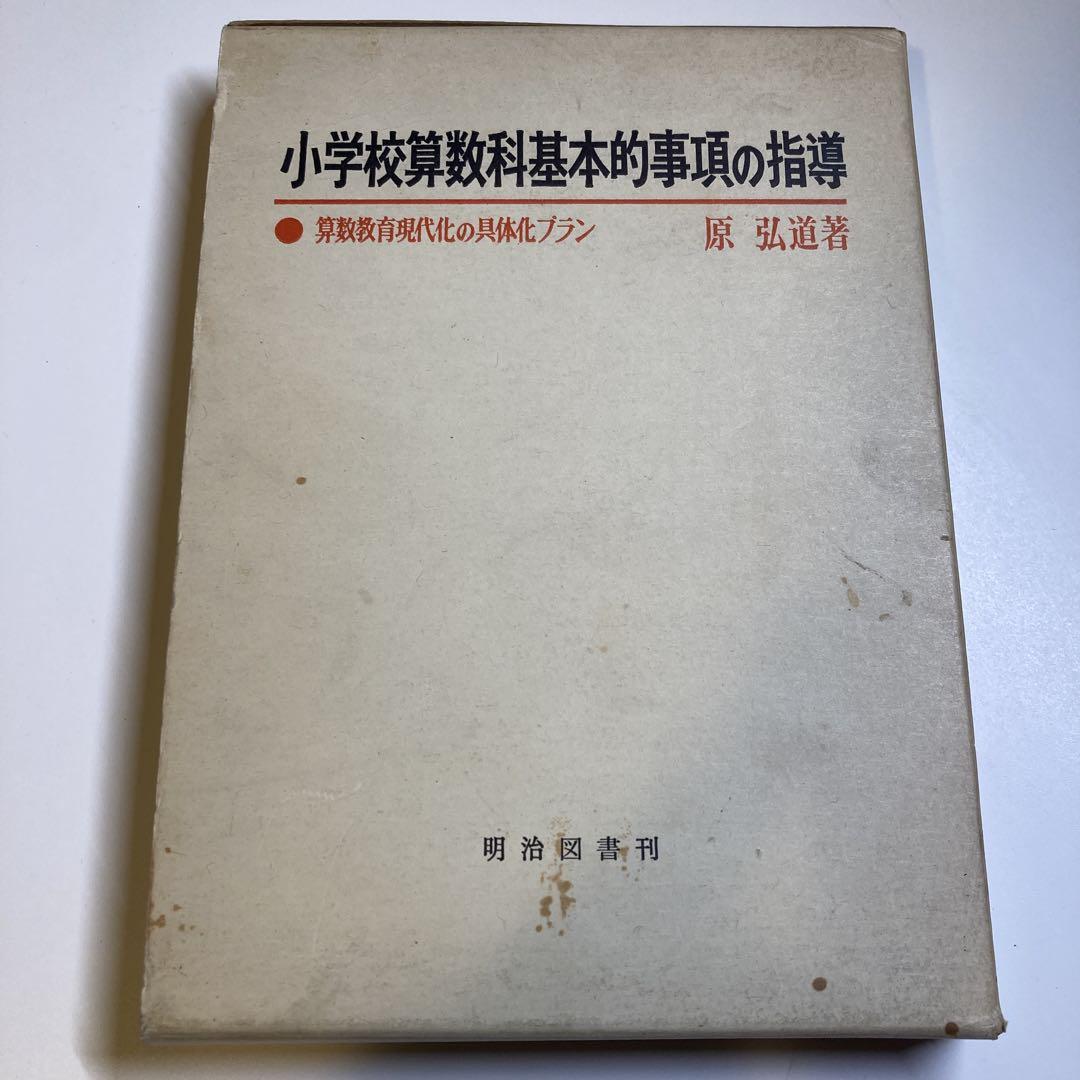 小学校算数科基本的事項の指導
●算数教育現代化の具体化プラン 原 弘道著
明治図書刊